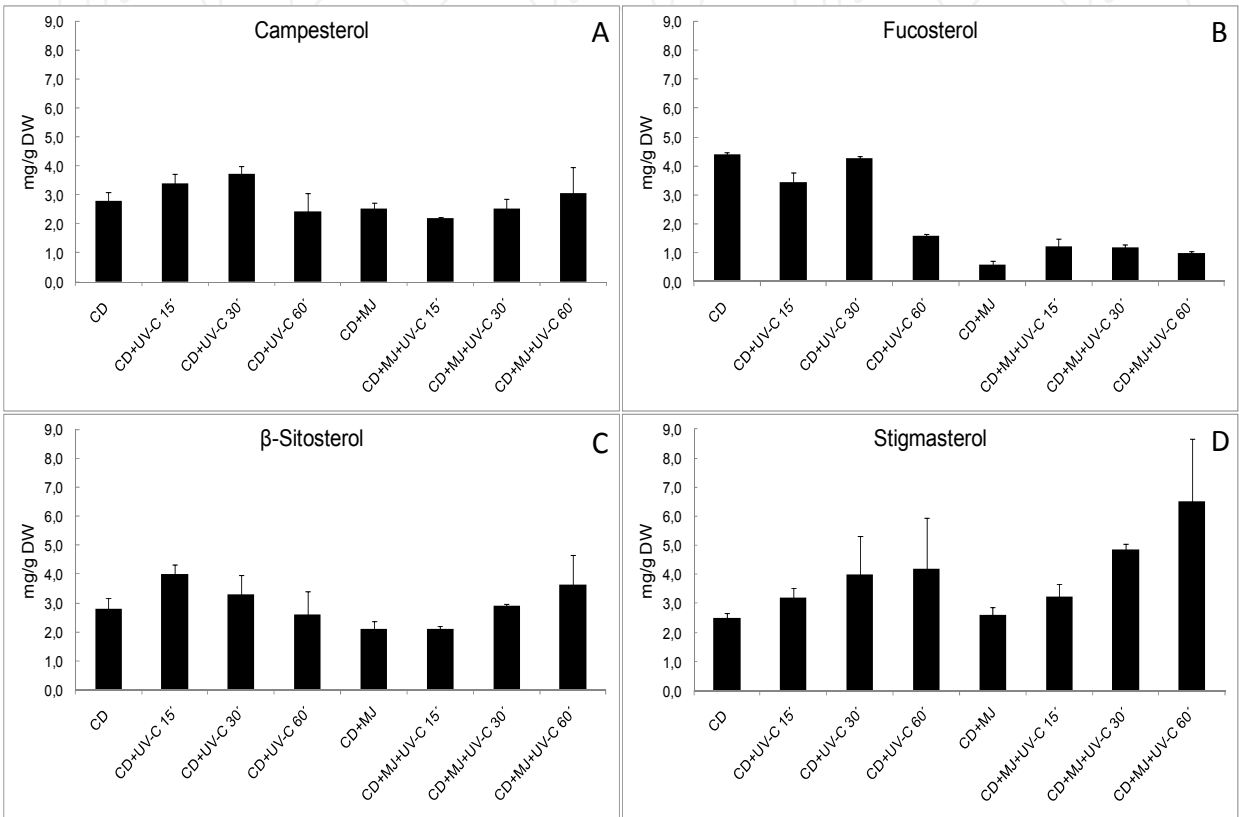 Campesterol
A
mg/g DW
9,0
8,0
7,0
6,0
5,0
4,0
3,0
2,0
1,0
0,0
CD
CD+UV-C 15´
CD+UV-C 30´
CD+UV-C 60´
CD+MJ
CD+MJ+UV-C 15´
CD+MJ+UV-C 30´
CD+MJ+UV-C 60´
Fucosterol
B
mg/g DW
9,0
8,0
7,0
6,0
5,0
4,0
3,0
2,0
1,0
0,0
CD
CD+UV-C 15´
CD+UV-C 30´
CD+UV-C 60´
CD+MJ
CD+MJ+UV-C 15´
CD+MJ+UV-C 30´
CD+MJ+UV-C 60´
β-Sitosterol
C
mg/g DW
9,0
8,0
7,0
6,0
5,0
4,0
3,0
2,0
1,0
0,0
CD
CD+UV-C 15´
CD+UV-C 30´
CD+UV-C 60´
CD+MJ
CD+MJ+UV-C 15´
CD+MJ+UV-C 30´
CD+MJ+UV-C 60´
Stigmasterol
D
mg/g DW
9,0
8,0
7,0
6,0
5,0
4,0
3,0
2,0
1,0
0,0
CD
CD+UV-C 15´
CD+UV-C 30´
CD+UV-C 60´
CD+MJ
CD+MJ+UV-C 15´
CD+MJ+UV-C 30´
CD+MJ+UV-C 60´